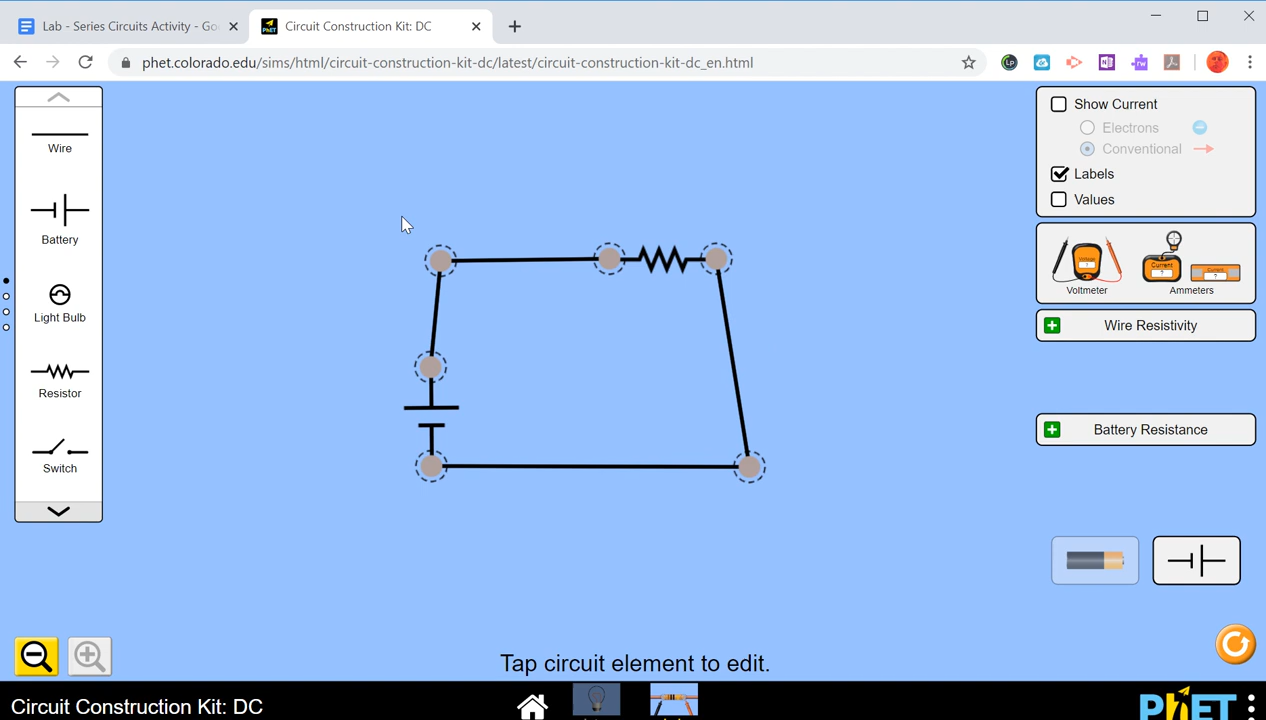 Lab - Series Circuits Activity - Go
Circuit Construction Kit: DC
phet.colorado.edu/sims/html/circuit-construction-kit-dc/latest/circuit-construction-kit-dc_en.html
Wire
Battery
Light Bulb
Resistor
Switch
Show Current
Electrons
Conventional
Labels
Values
Voltmeter
Ammeters
Wire Resistivity
Battery Resistance
Tap circuit element to edit.
Circuit Construction Kit: DC
PhET